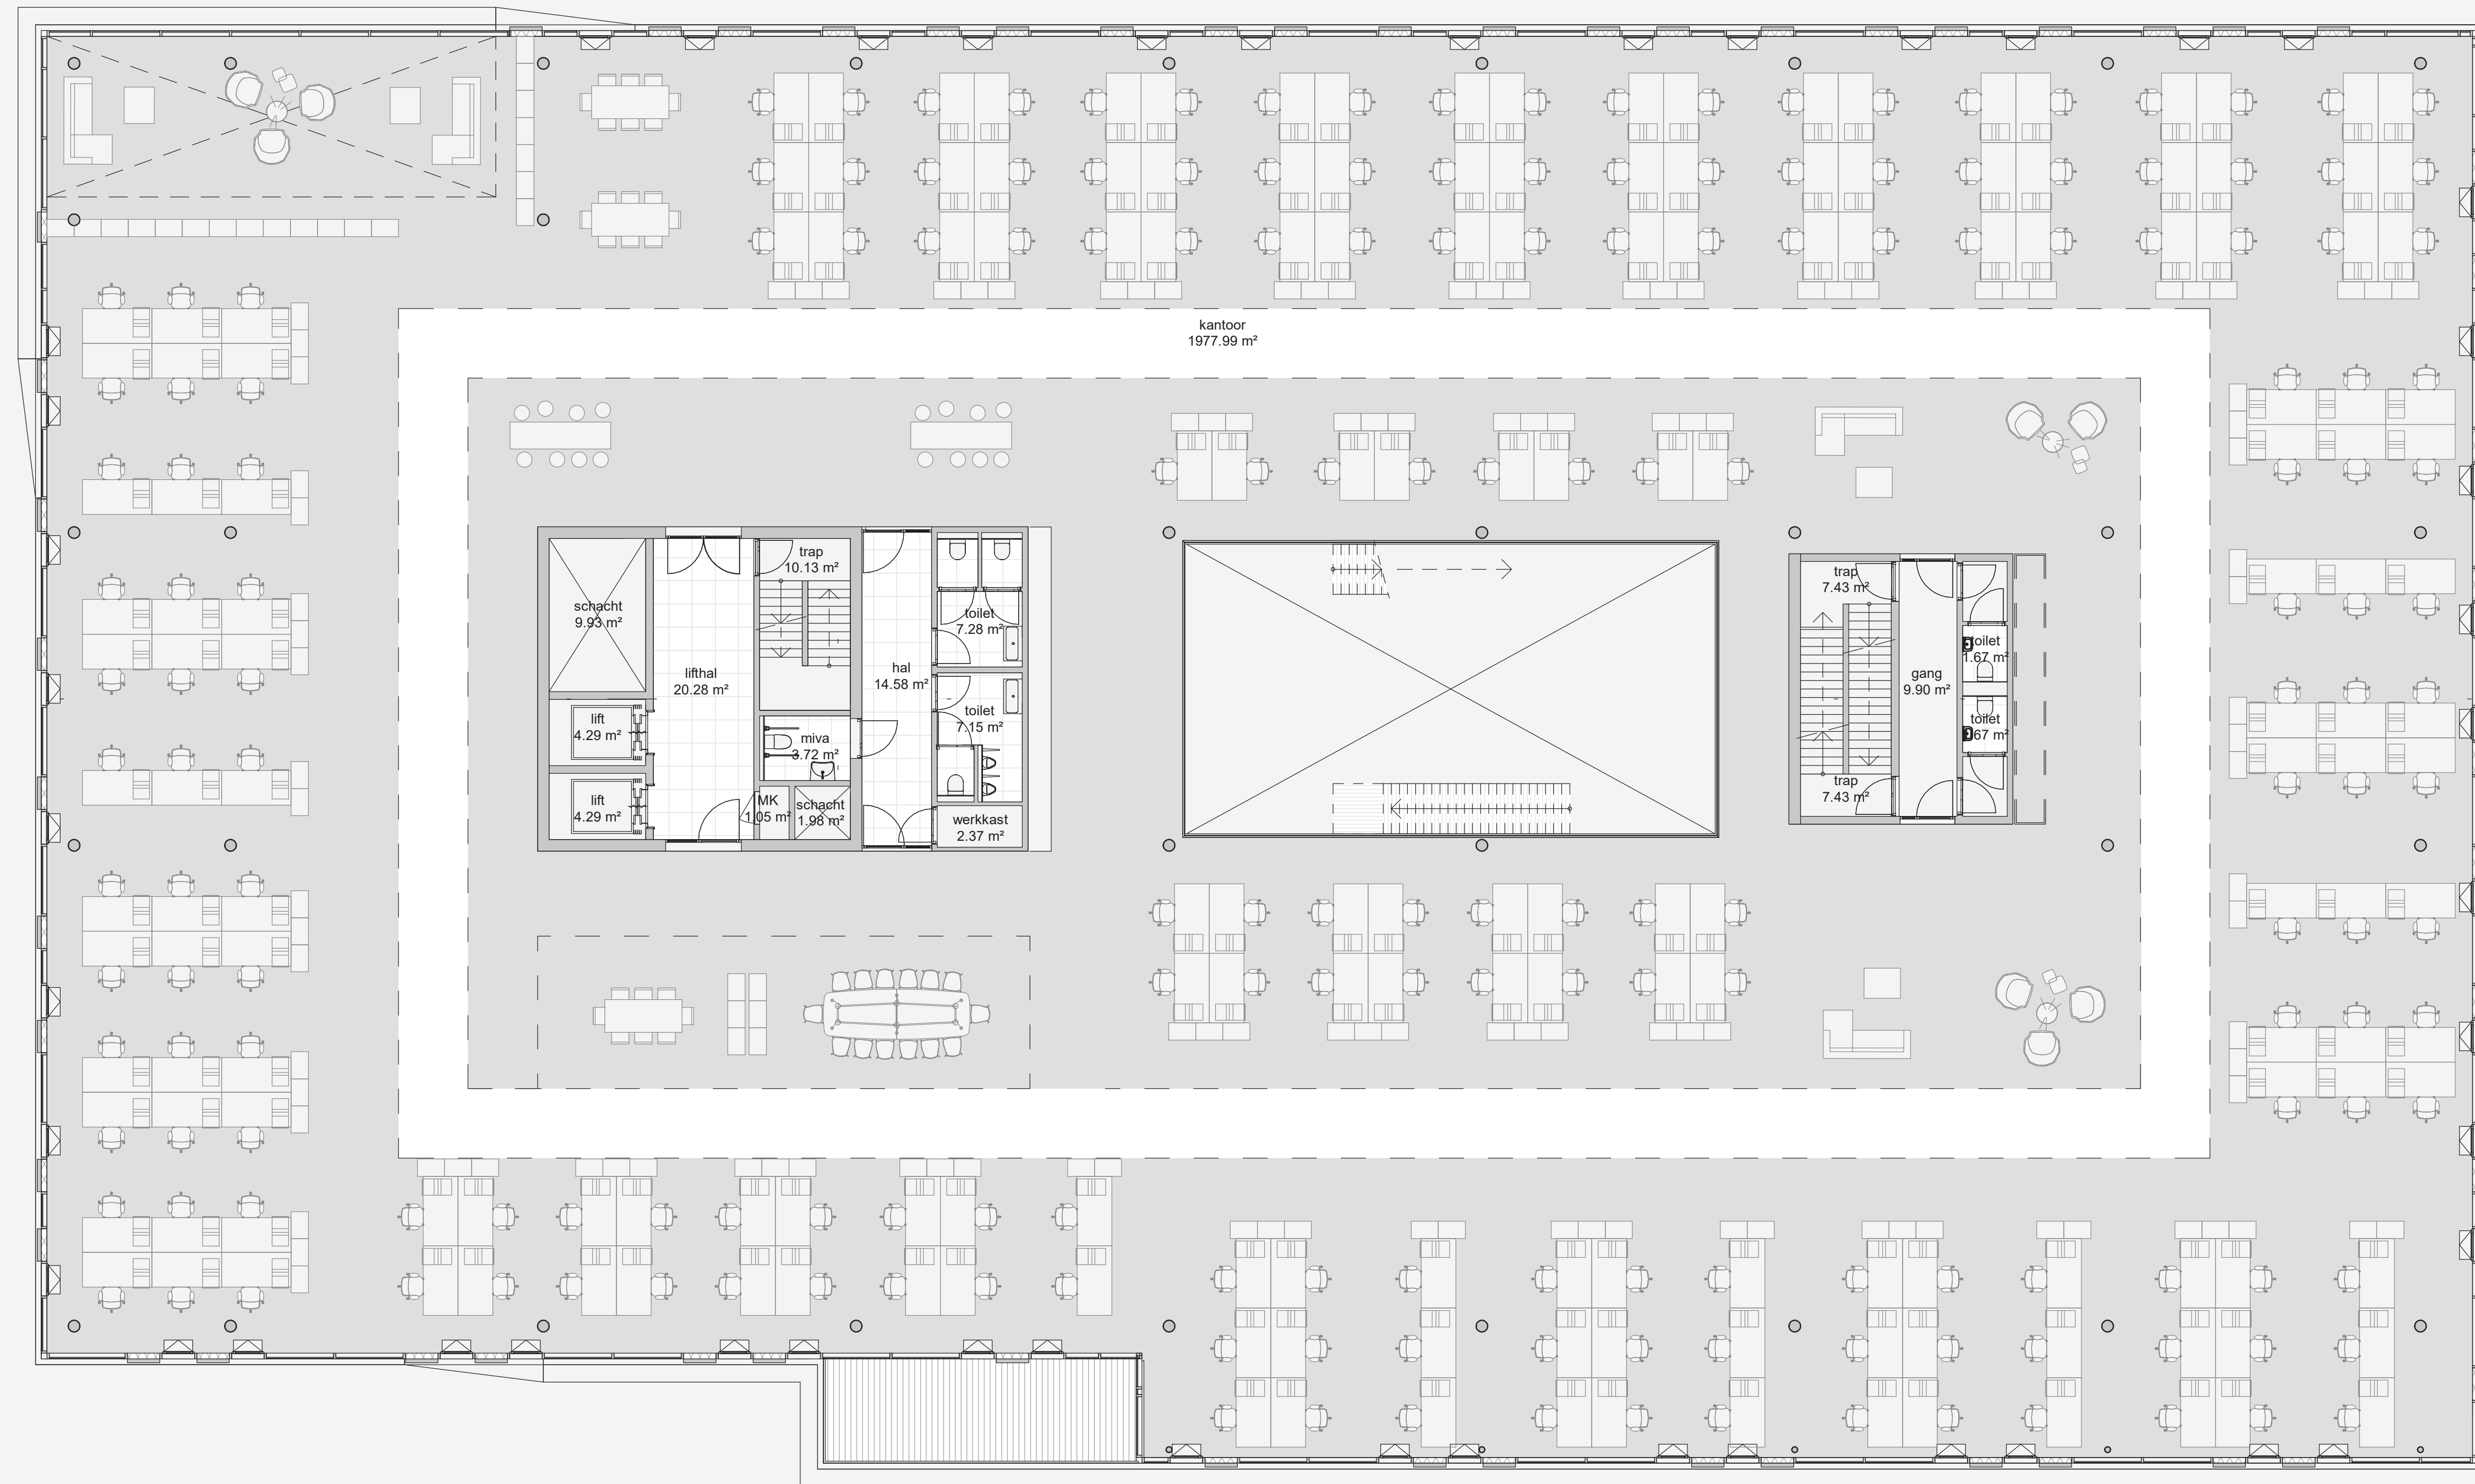 kantoor
1977.99 m²
trap
10.13 m²
schacht
9.93 m²
lifthal
20.28 m²
hal
14.58 m²
toilet
7.28 m²
toilet
7.15 m²
lift
4.29 m²
miva
3.72 m²
lift
4.29 m²
MK
1.05 m²
schacht
1.98 m²
werkkast
2.37 m²
trap
7.43 m²
gang
9.90 m²
toilet
1.67 m²
toilet
1.67 m²
trap
7.43 m²